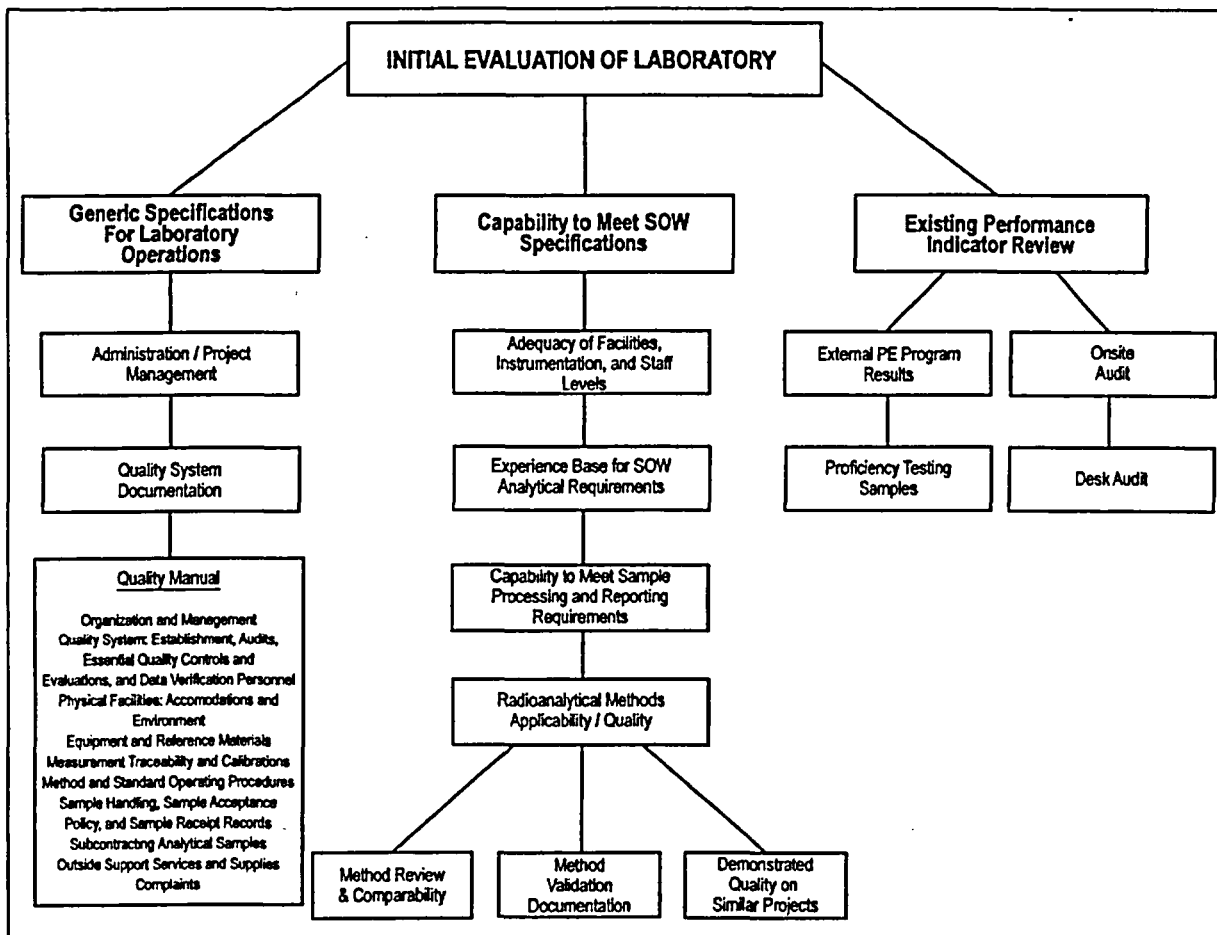 INITIAL EVALUATION OF LABORATORY
Generic Specifications
For Laboratory
Operations
Capability to Meet SOW
Specifications
Existing Performance
Indicator Review
Administration / Project
Management
Adequacy of Facilities,
Instrumentation, and Staff
Levels
External PE Program
Results
Onsite
Audit
Quality System
Documentation
Experience Base for SOW
Analytical Requirements
Proficiency Testing
Samples
Desk Audit
Quality Manual
Organization and Management
Quality System: Establishment, Audits,
Essential Quality Controls and
Evaluations, and Data Verification Personnel
Physical Facilities: Accomodations and
Environment
Equipment and Reference Materials
Measurement Traceability and Calibrations
Method and Standard Operating Procedures
Sample Handling, Sample Acceptance
Policy, and Sample Receipt Records
Subcontracting Analytical Samples
Outside Support Services and Supplies
Complaints
Capability to Meet Sample
Processing and Reporting
Requirements
Radioanalytical Methods
Applicability / Quality
Method Review
& Comparability
Method
Validation
Documentation
Demonstrated
Quality on
Similar Projects